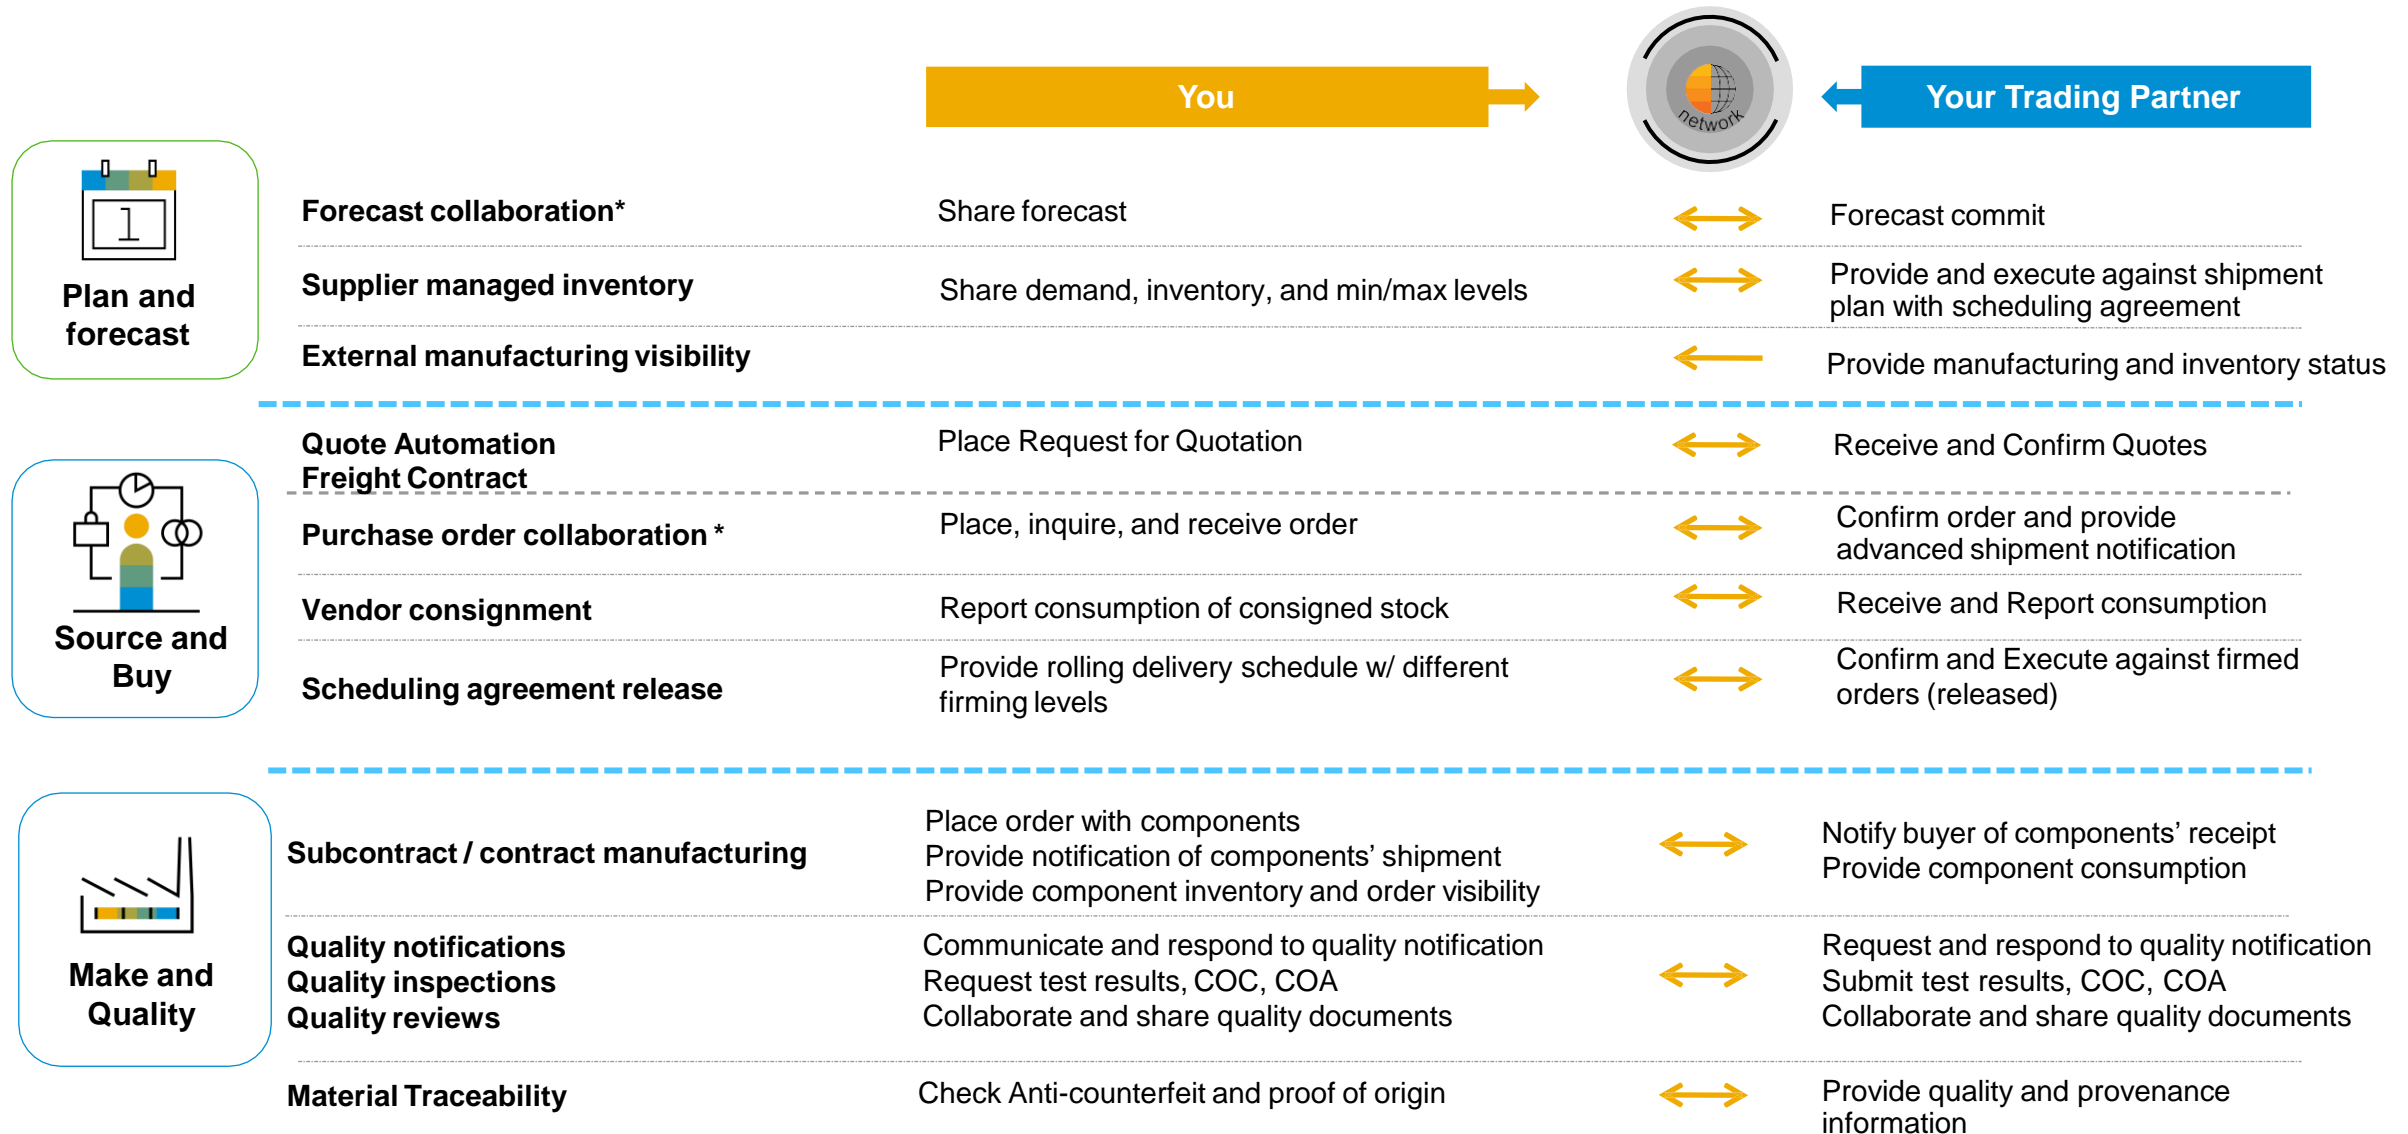 You
network
Your Trading Partner
Plan and
forecast
Forecast collaboration*
Share forecast
Forecast commit
Supplier managed inventory
Share demand, inventory, and min/max levels
Provide and execute against shipment
plan with scheduling agreement
External manufacturing visibility
Provide manufacturing and inventory status
Source and
Buy
Quote Automation
Freight Contract
Place Request for Quotation
Receive and Confirm Quotes
Purchase order collaboration *
Place, inquire, and receive order
Confirm order and provide
advanced shipment notification
Vendor consignment
Report consumption of consigned stock
Receive and Report consumption
Scheduling agreement release
Provide rolling delivery schedule w/ different
firming levels
Confirm and Execute against firmed
orders (released)
Make and
Quality
Subcontract / contract manufacturing
Place order with components
Provide notification of components’ shipment
Provide component inventory and order visibility
Notify buyer of components’ receipt
Provide component consumption
Quality notifications
Quality inspections
Quality reviews
Communicate and respond to quality notification
Request test results, COC, COA
Collaborate and share quality documents
Request and respond to quality notification
Submit test results, COC, COA
Collaborate and share quality documents
Material Traceability
Check Anti-counterfeit and proof of origin
Provide quality and provenance
information
1